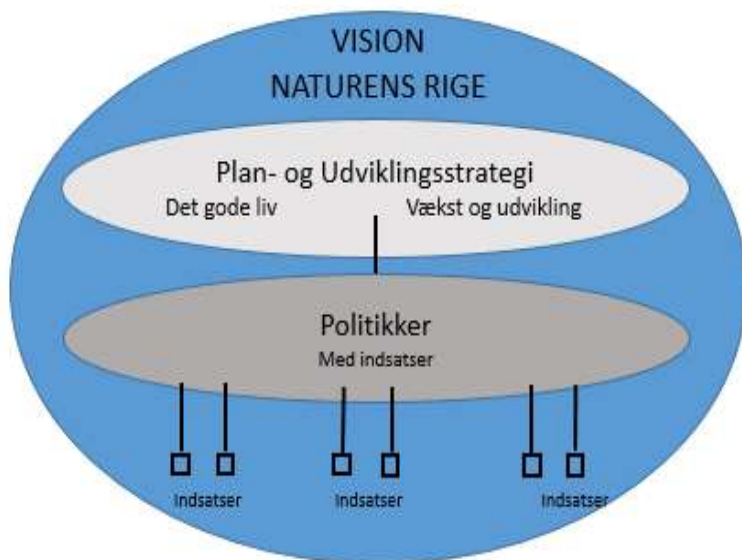 VISION
NATURENS RIGE
Plan- og Udviklingsstrategi
Det gode liv Vækst og udvikling
Politikker
Med indsatser
Indsatser Indsatser Indsatser